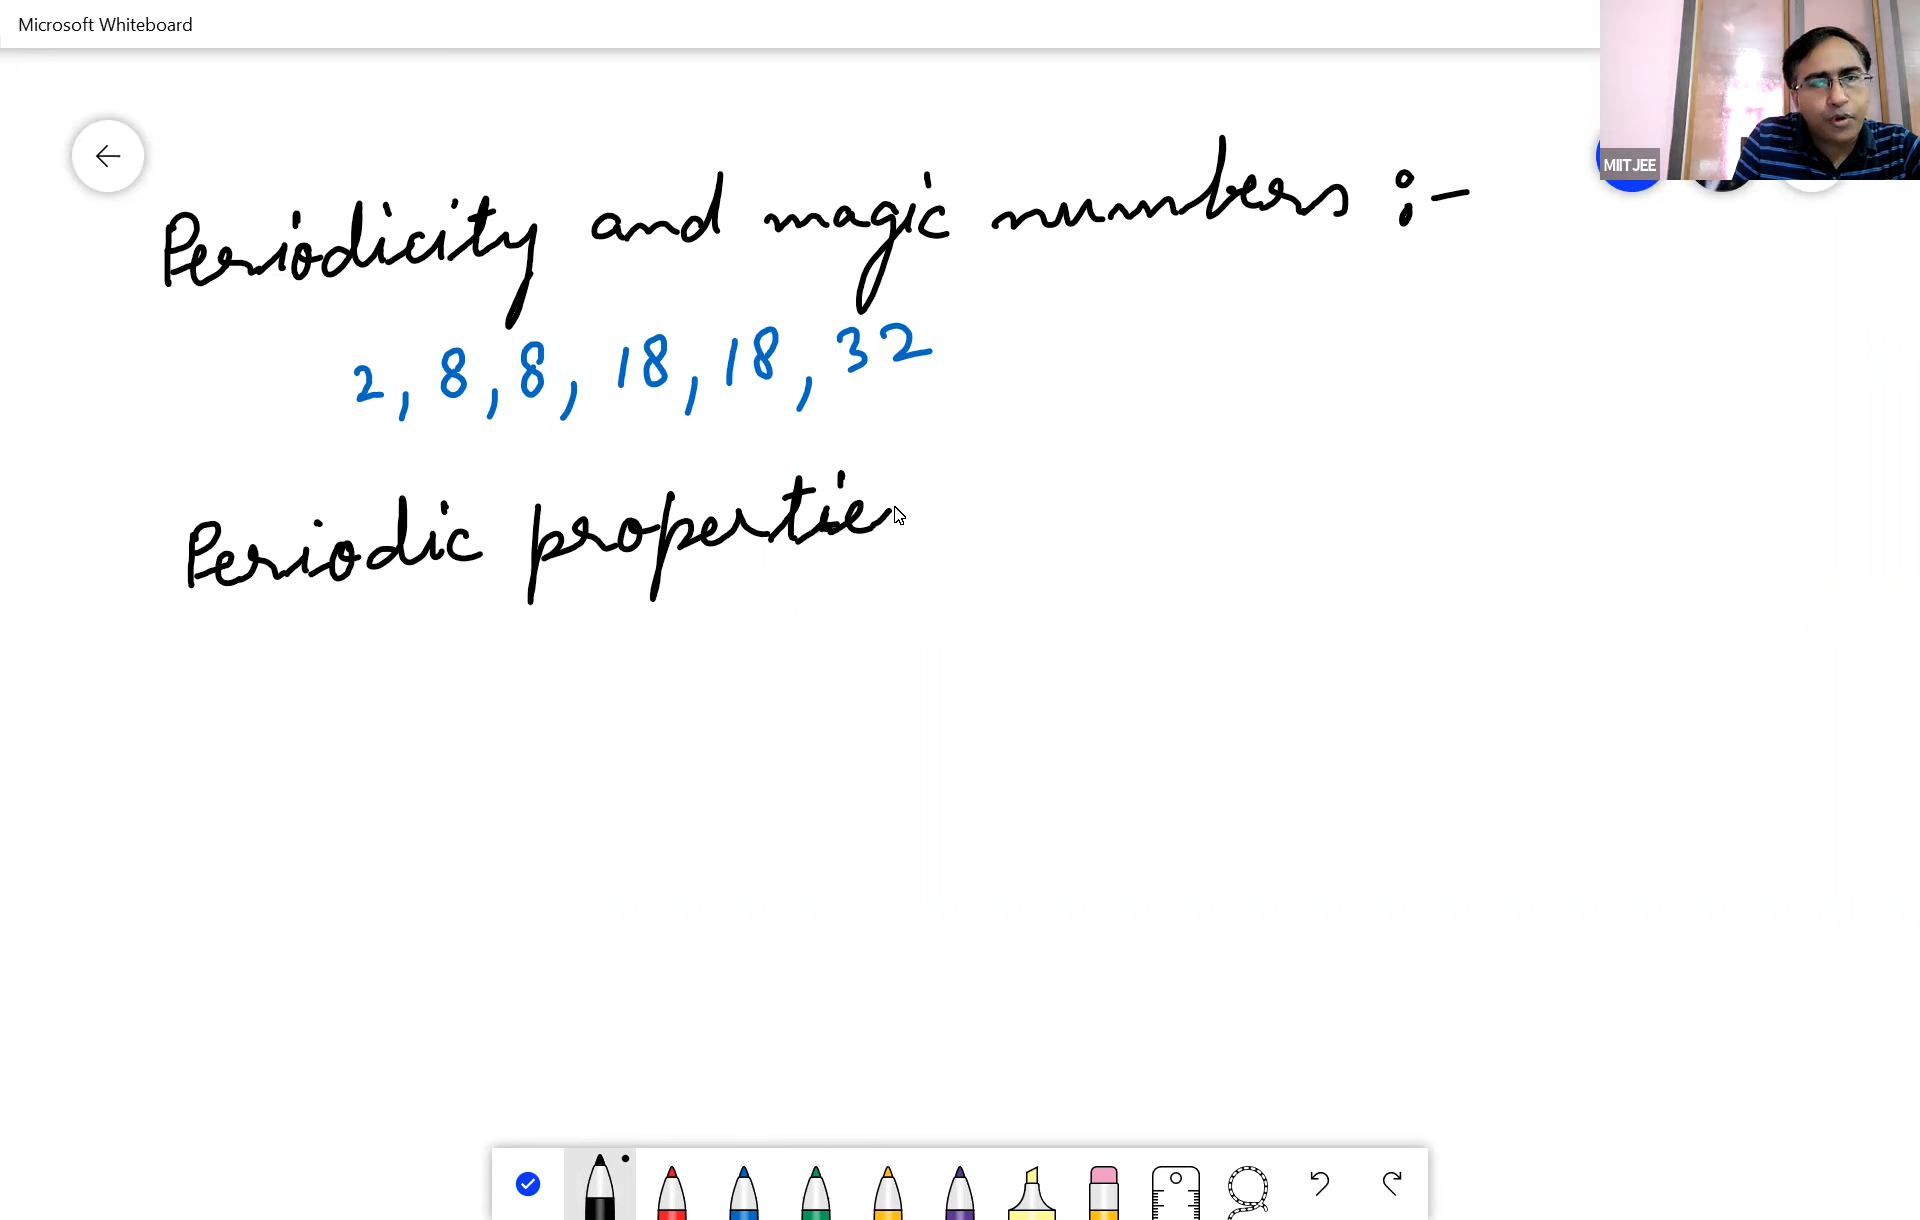 Microsoft Whiteboard
MIIT JEE
Periodicity and magic numbers :-
2, 8, 8, 18, 18, 32
Periodic propertie